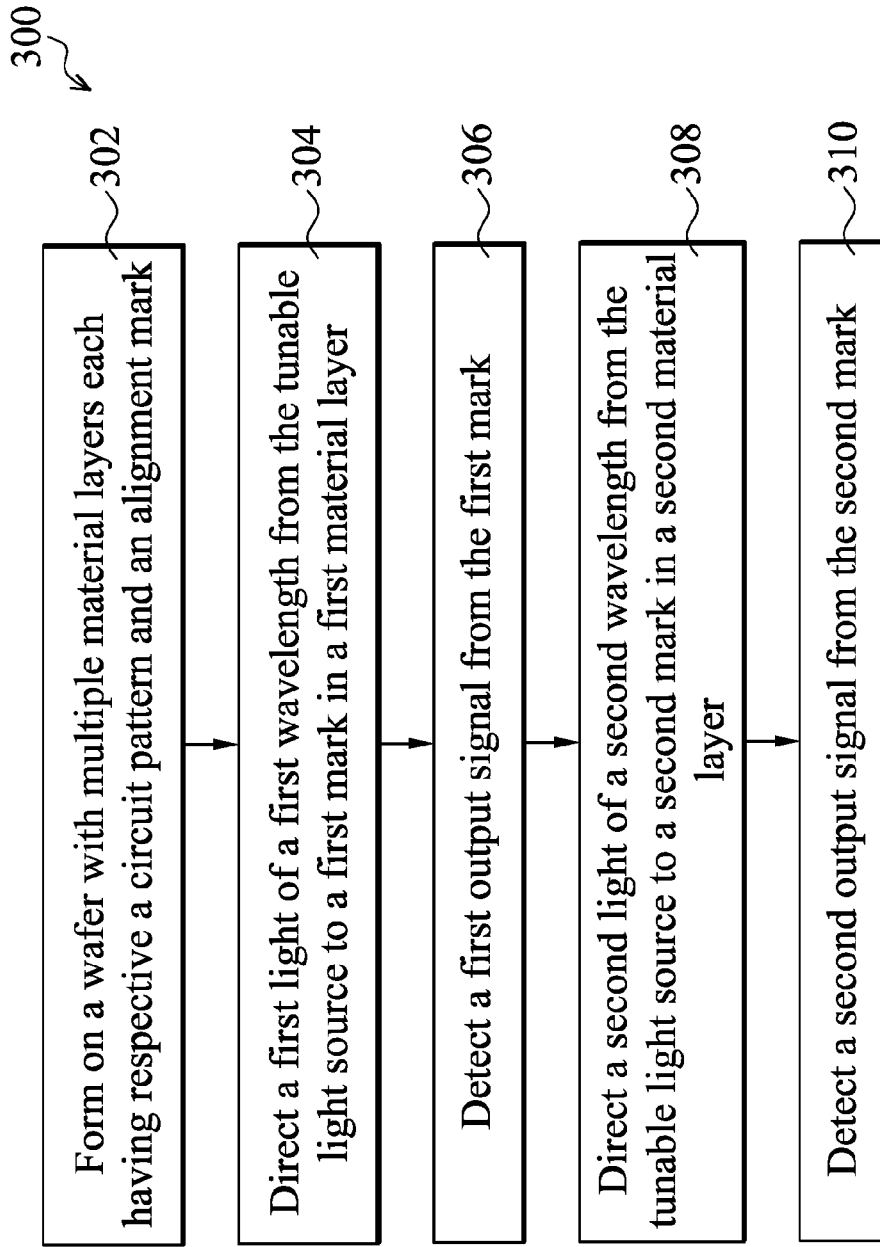 300
Form on a wafer with multiple material layers each
having respective a circuit pattern and an alignment mark
302
Direct a first light of a first wavelength from the tunable
light source to a first mark in a first material layer
304
Detect a first output signal from the first mark
306
Direct a second light of a second wavelength from the
tunable light source to a second mark in a second material
layer
308
Detect a second output signal from the second mark
310